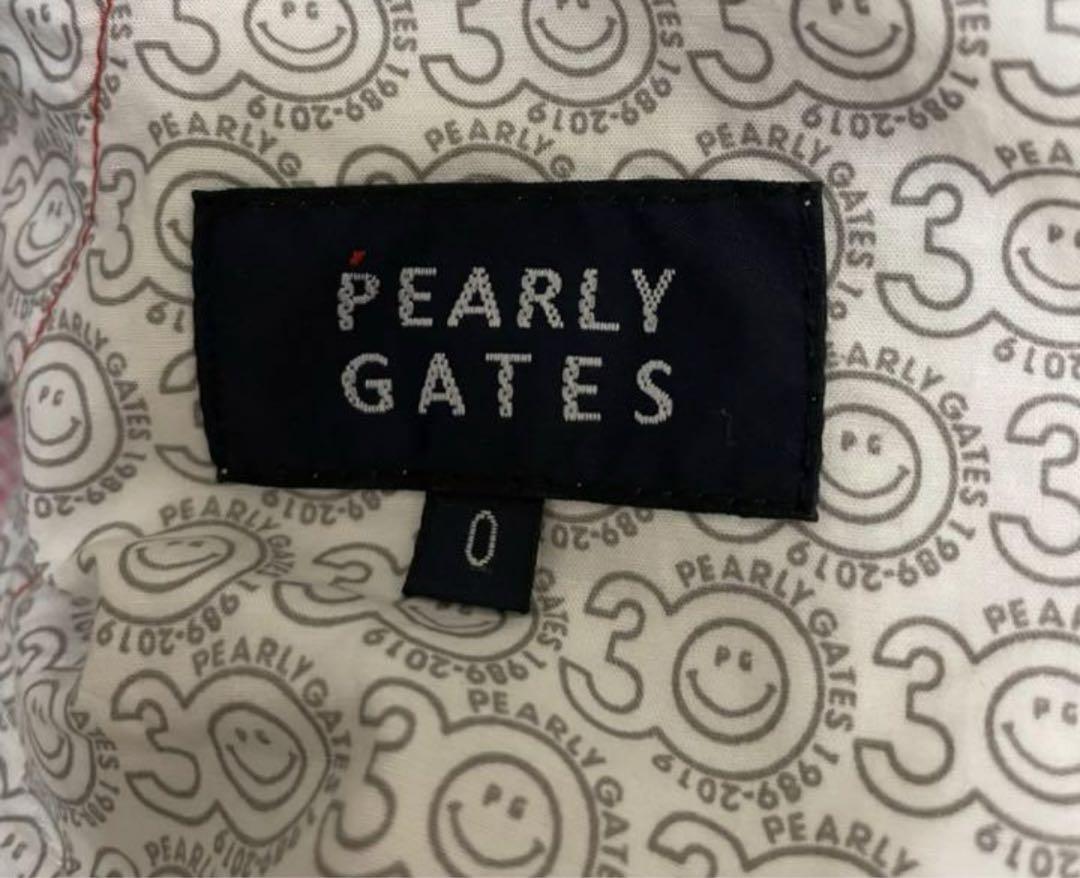 PEARLY
GATES
0
30
PG
PEARLY GATES 1989-2019